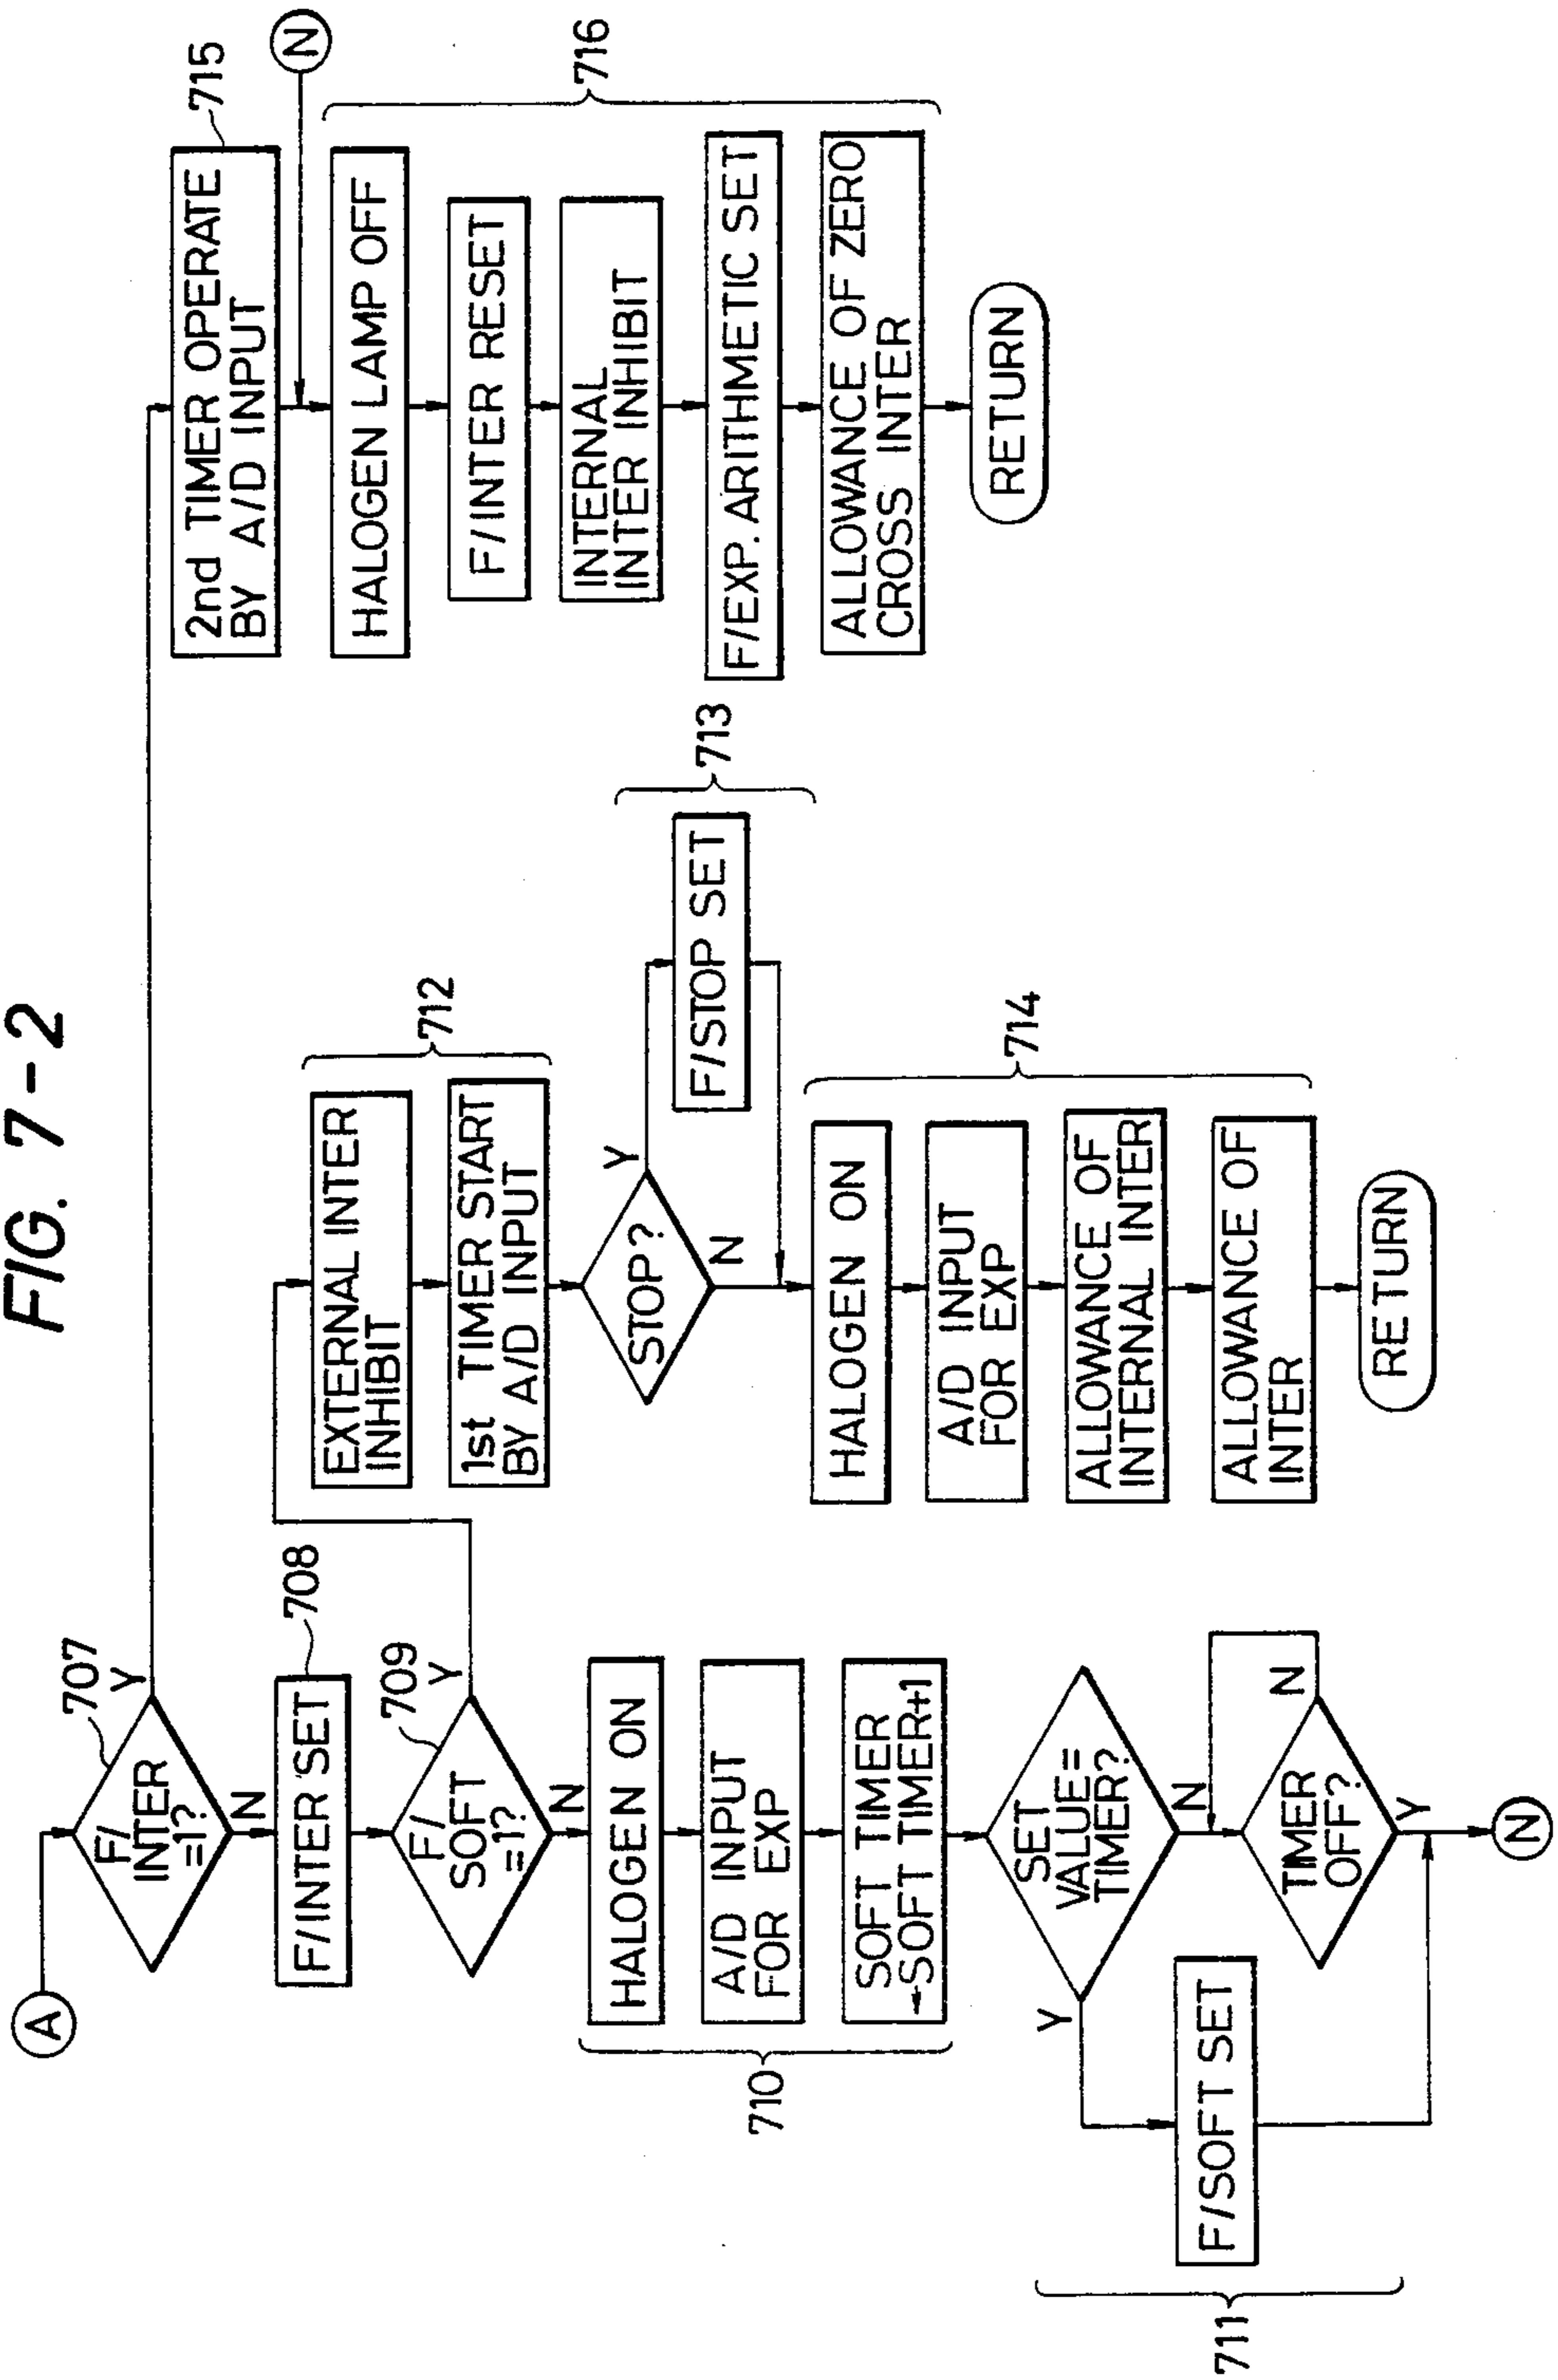 FIG. 7-2
A
707
F/
INTER
=1?
Y
N
708
F/INTER SET
709
F/
SOFT
=1?
Y
N
710
HALOGEN ON
A/D INPUT
FOR EXP
SOFT TIMER
←SOFT TIMER+1
711
SET
VALUE=
TIMER?
Y
N
F/SOFT SET
TIMER
OFF?
N
Y
N
712
EXTERNAL INTER
INHIBIT
1st TIMER START
BY A/D INPUT
713
STOP?
Y
N
F/STOP SET
714
HALOGEN ON
A/D INPUT
FOR EXP
ALLOWANCE OF
INTERNAL INTER
ALLOWANCE OF
INTER
RETURN
715
2nd TIMER OPERATE
BY A/D INPUT
N
716
HALOGEN LAMP OFF
F/INTER RESET
INTERNAL
INTER INHIBIT
F/EXP. ARITHMETIC SET
ALLOWANCE OF ZERO
CROSS INTER
RETURN